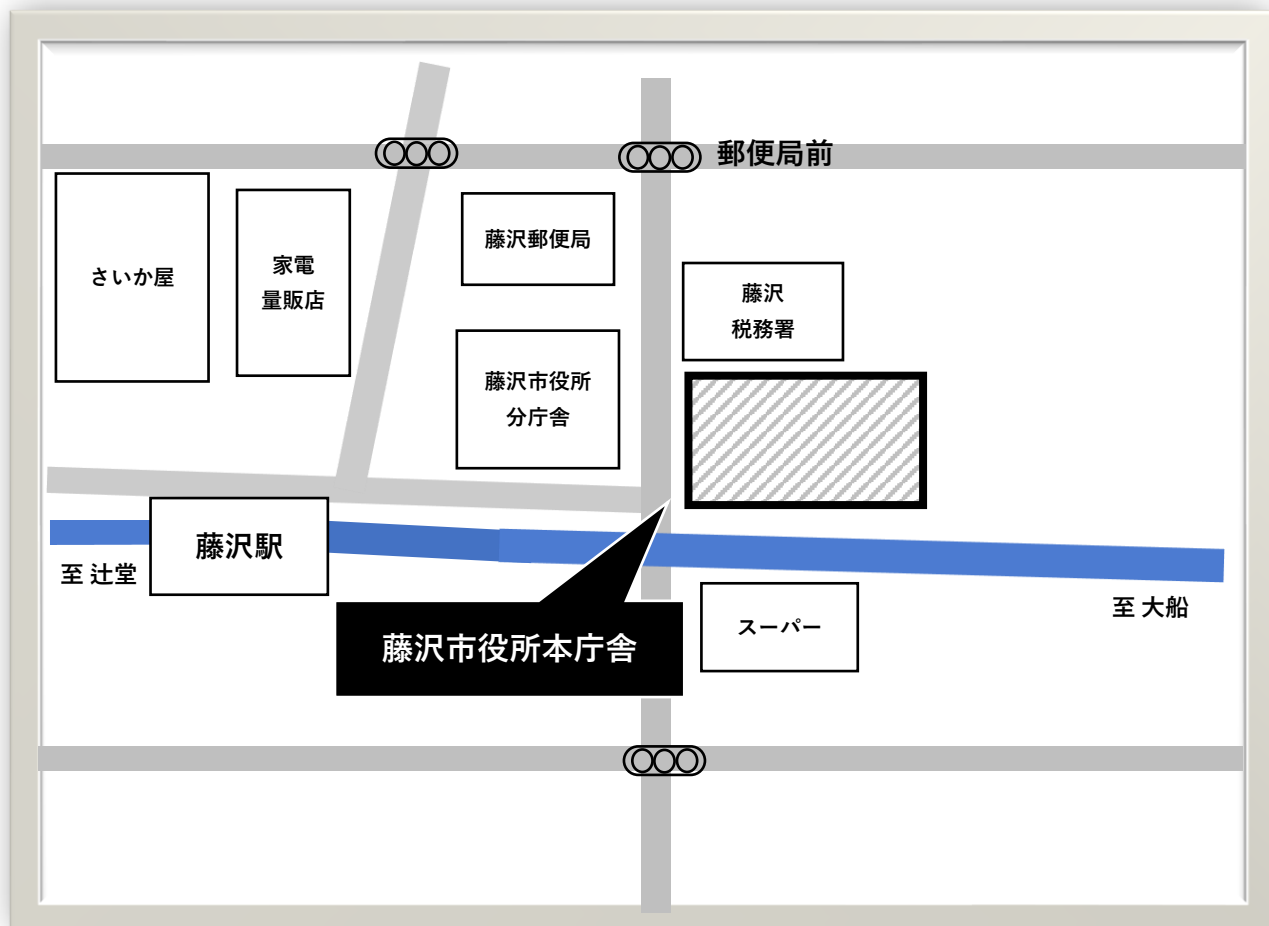 郵便局前
さいか屋
家電
量販店
藤沢郵便局
藤沢
税務署
藤沢市役所
分庁舎
藤沢駅
至 辻堂
至 大船
藤沢市役所本庁舎
スーパー